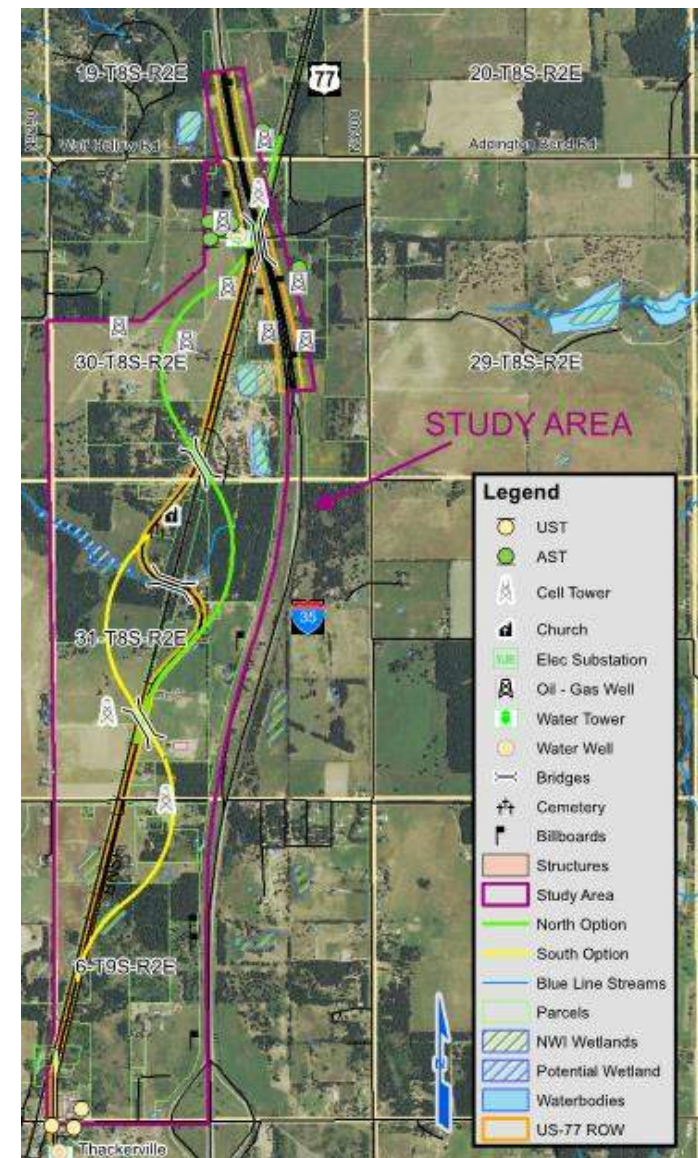 19-T8S-R2E
77
20-T8S-R2E
Wolf Hollow Rd
Addington Bend Rd
30-T8S-R2E
29-T8S-R2E
STUDY AREA
31-T8S-R2E
35
6-T9S-R2E
Thackerville
N
Legend
UST
AST
Cell Tower
Church
Elec Substation
Oil - Gas Well
Water Tower
Water Well
Bridges
Cemetery
Billboards
Structures
Study Area
North Option
South Option
Blue Line Streams
Parcels
NWI Wetlands
Potential Wetland
Waterbodies
US-77 ROW